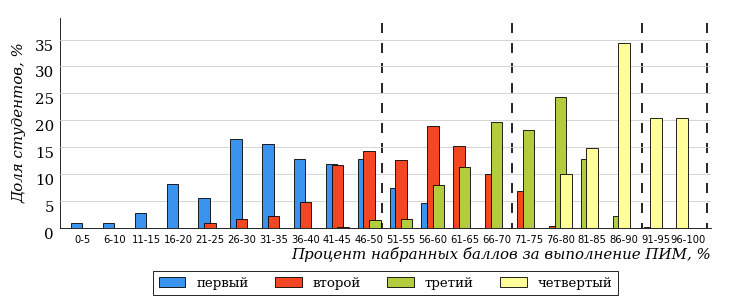 Доля студентов, %
35
30
25
20
15
10
5
0
0-5 6-10 11-15 16-20 21-25 26-30 31-35 36-40 41-45 46-50 51-55 56-60 61-65 66-70 71-75 76-80 81-85 86-90 91-95 96-100
Процент набранных баллов за выполнение ПИМ, %
первый второй третий четвертый